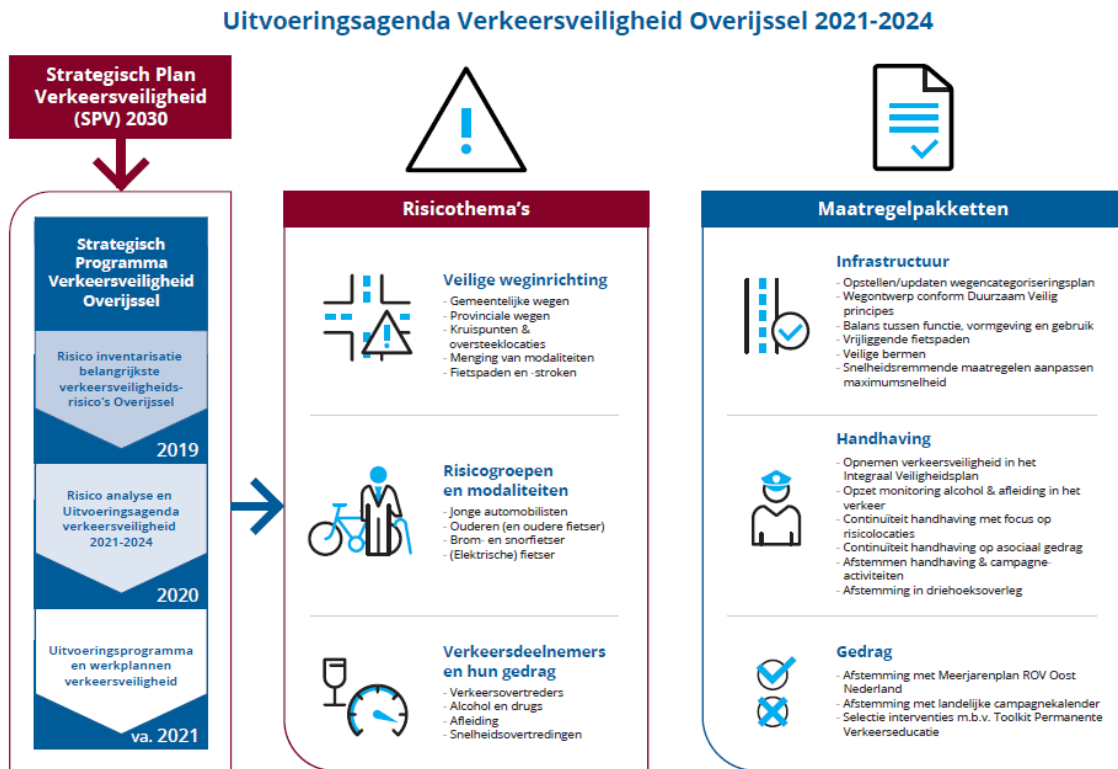 Uitvoeringsagenda Verkeersveiligheid Overijssel 2021-2024
Strategisch Plan
Verkeersveiligheid
(SPV) 2030
Strategisch
Programma
Verkeersveiligheid
Overijssel
Risico inventarisatie
belangrijkste
verkeersveiligheids-
risico's Overijssel
2019
Risico analyse en
Uitvoeringsagenda
verkeersveiligheid
2021-2024
2020
Uitvoeringsprogramma
en werkplannen
verkeersveiligheid
va. 2021
Risicothema's
Veilige weginrichting
- Gemeentelijke wegen
- Provinciale wegen
- Kruispunten &
oversteeklocaties
- Menging van modaliteiten
- Fietspaden en -stroken
Risicogroepen
en modaliteiten
- Jonge automobilisten
- Ouderen (en oudere fietser)
- Brom- en snorfietser
- (Elektrische) fietser
Verkeersdeelnemers
en hun gedrag
- Verkeersovertreders
- Alcohol en drugs
- Afleiding
- Snelheidsovertredingen
Maatregelpakketten
Infrastructuur
- Opstellen/updaten wegencategoriseringsplan
- Wegontwerp conform Duurzaam Veilig
principes
- Balans tussen functie, vormgeving en gebruik
- Vrijliggende fietspaden
- Veilige bermen
- Snelheidsremmende maatregelen aanpassen
maximumsnelheid
Handhaving
- Opnemen verkeersveiligheid in het
Integraal Veiligheidsplan
- Opzet monitoring alcohol & afleiding in het
verkeer
- Continuïteit handhaving met focus op
risicolocaties
- Continuïteit handhaving op asociaal gedrag
- Afstemmen handhaving & campagne-
activiteiten
- Afstemming in driehoeksoverleg
Gedrag
- Afstemming met Meerjarenplan ROV Oost
Nederland
- Afstemming met landelijke campagnekalender
- Selectie interventies m.b.v. Toolkit Permanente
Verkeerseducatie